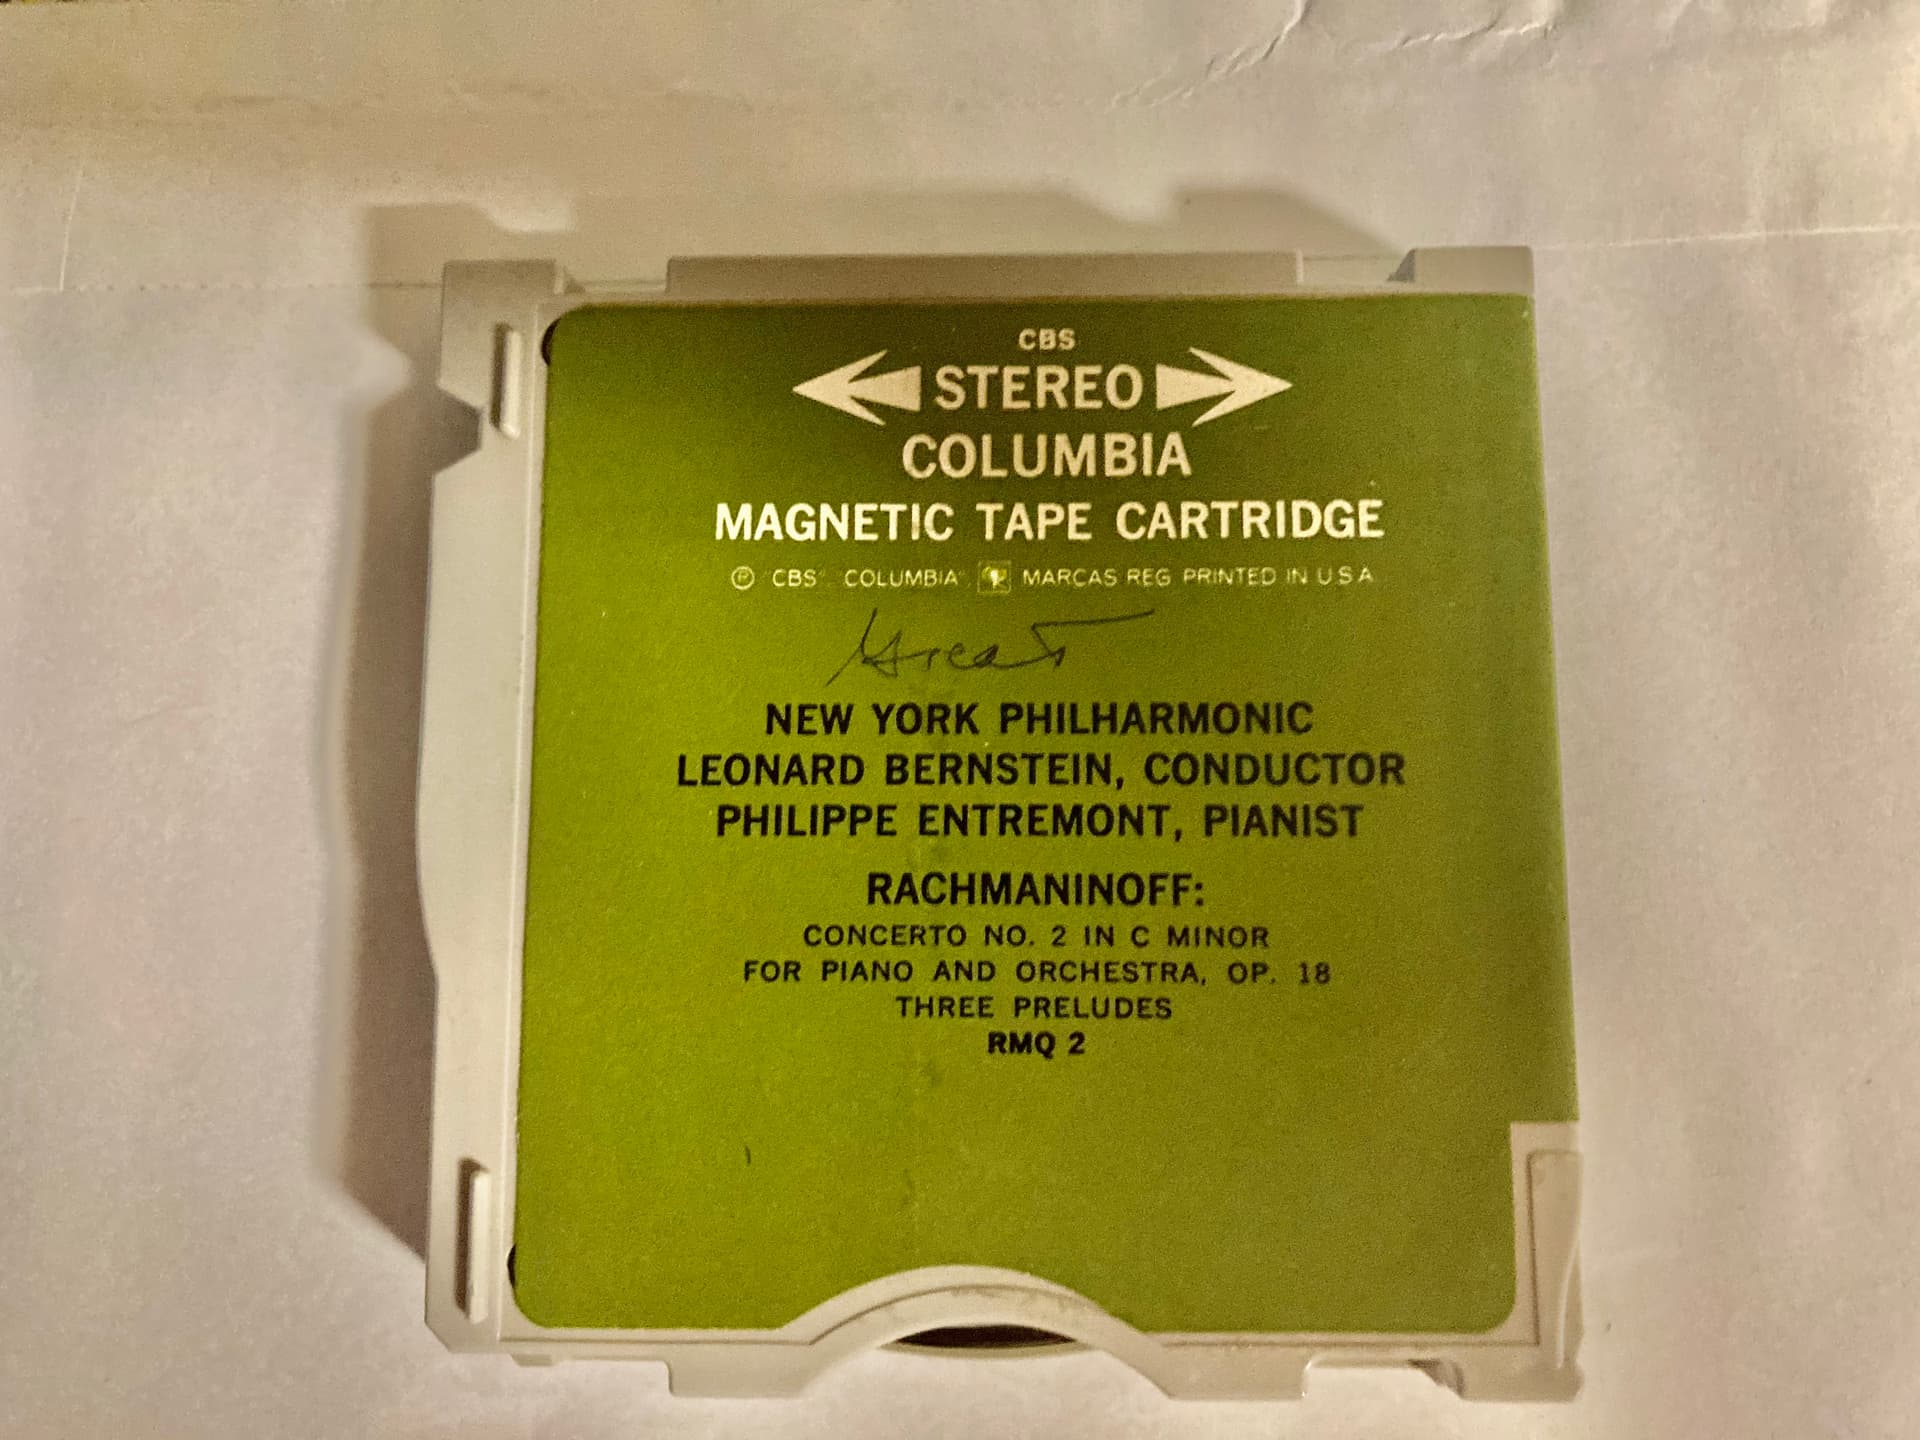 CBS
STEREO
COLUMBIA
MAGNETIC TAPE CARTRIDGE
℗ "CBS", "COLUMBIA", MARCAS REG PRINTED IN U S A
Great
NEW YORK PHILHARMONIC
LEONARD BERNSTEIN, CONDUCTOR
PHILIPPE ENTREMONT, PIANIST
RACHMANINOFF:
CONCERTO NO. 2 IN C MINOR
FOR PIANO AND ORCHESTRA, OP. 18
THREE PRELUDES
RMQ 2